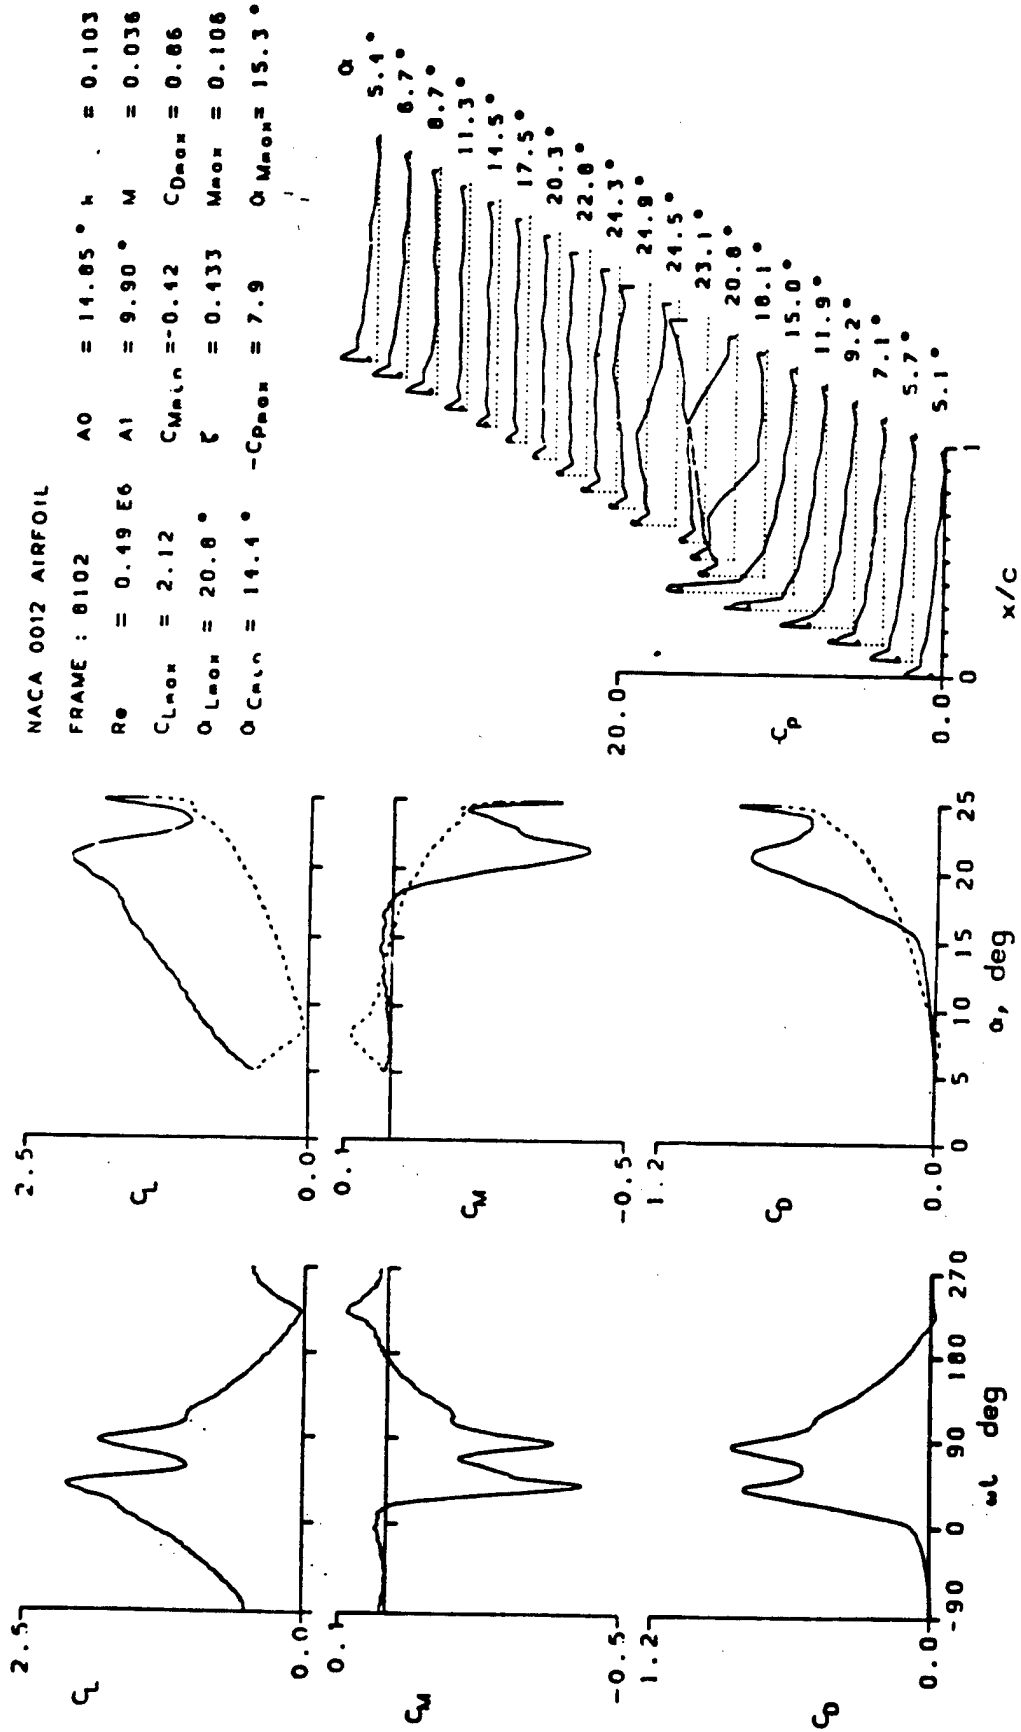 NACA 0012 AIRFOIL
FRAME : 8102 A0 = 14.85° k = 0.103
Re = 0.49 E6 A1 = 9.90° M = 0.036
CLmax = 2.12 CMmin = -0.42 CDmax = 0.86
αLmax = 20.8° ζ = 0.433 Mmax = 0.106
αCmin = 14.4° -CPmax = 7.9 αMmax = 15.3°
2.5
CL
0.0
0.1
CM
-0.5
1.2
CD
0.0
-90 0 90 180 270
ωt deg
2.5
CL
0.0
0.1
CM
-0.5
1.2
CD
0.0
0 5 10 15 20 25
α, deg
20.0
-CP
0.0
0 1
x/c
α
5.4°
6.7°
8.7°
11.3°
14.5°
17.5°
20.3°
22.8°
24.3°
24.9°
24.5°
23.1°
20.8°
18.1°
15.0°
11.9°
9.2°
7.1°
5.7°
5.1°